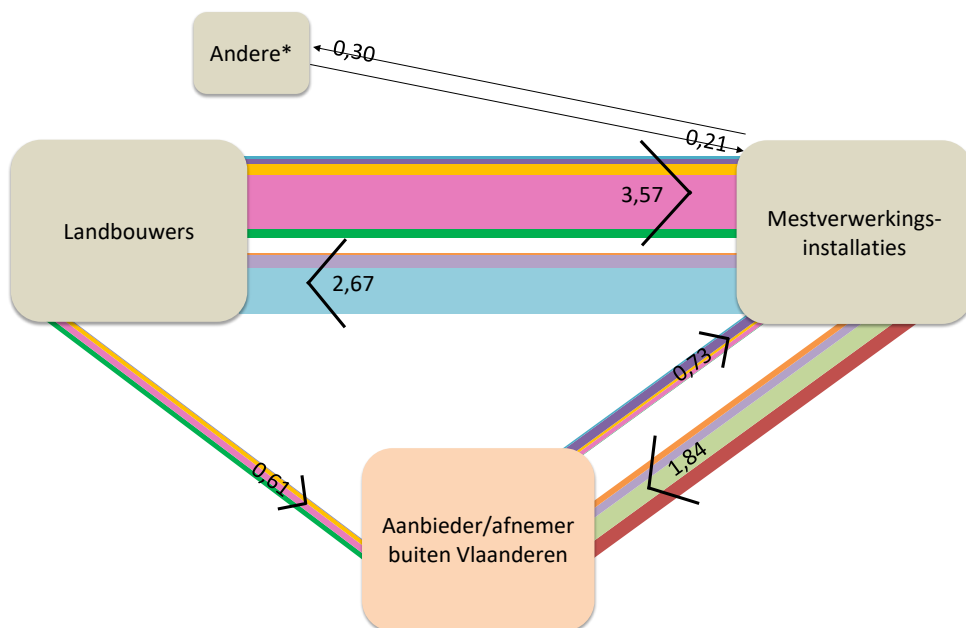 Andere*
0,30
0,21
Landbouwers
3,57
2,67
Mestverwerkings-
installaties
0,73
0,61
1,84
Aanbieder/afnemer
buiten Vlaanderen